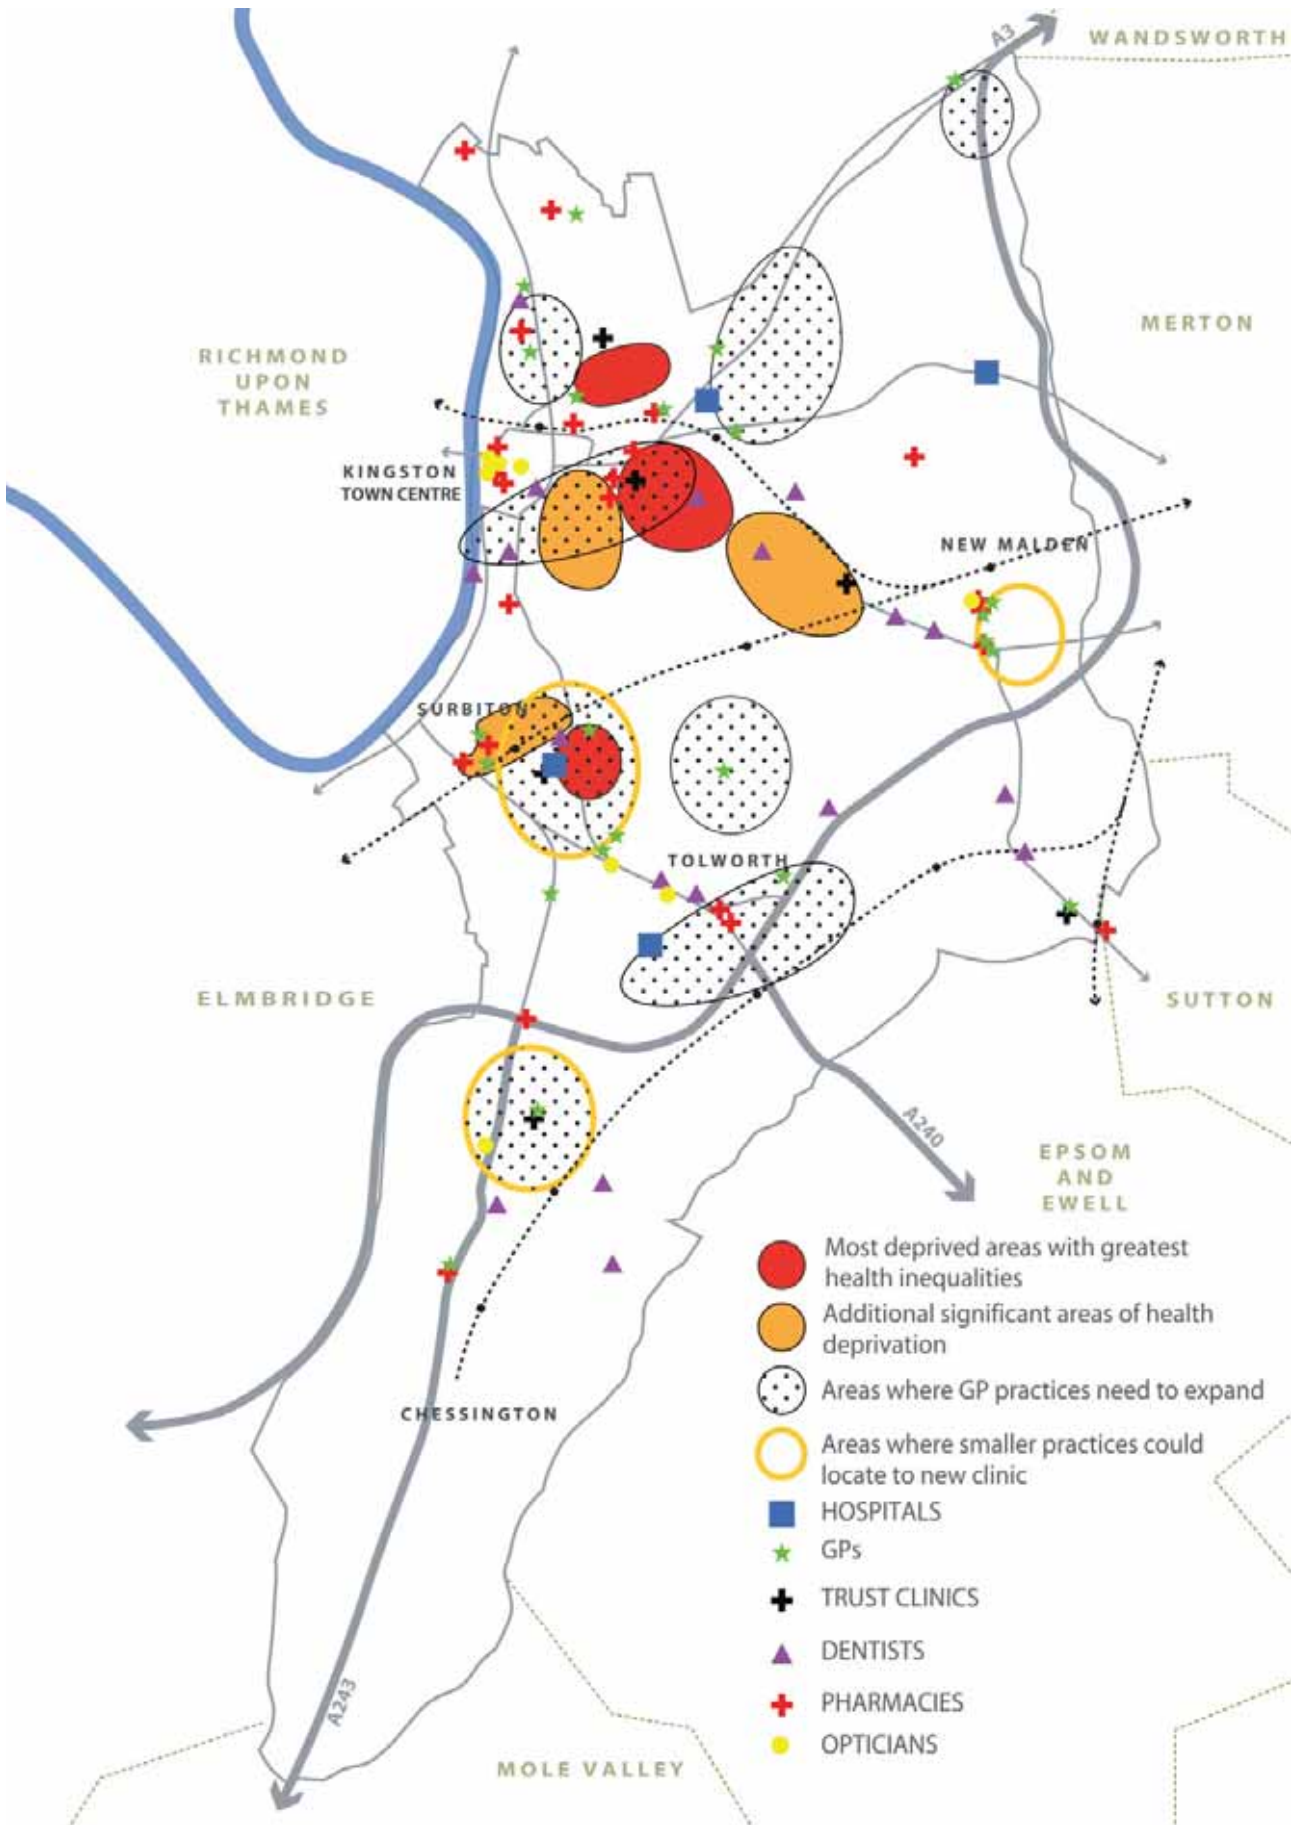 A3
WANDSWORTH
MERTON
RICHMOND
UPON
THAMES
KINGSTON
TOWN CENTRE
4
NEW MALDEN
SURBITON
TOLWORTH
ELMBRIDGE
SUTTON
A240
EPSOM
AND
EWELL
Most deprived areas with greatest
health inequalities
Additional significant areas of health
deprivation
Areas where GP practices need to expand
CHESSINGTON
Areas where smaller practices could
locate to new clinic
HOSPITALS
GPs
TRUST CLINICS
DENTISTS
A243
PHARMACIES
OPTICIANS
MOLE VALLEY